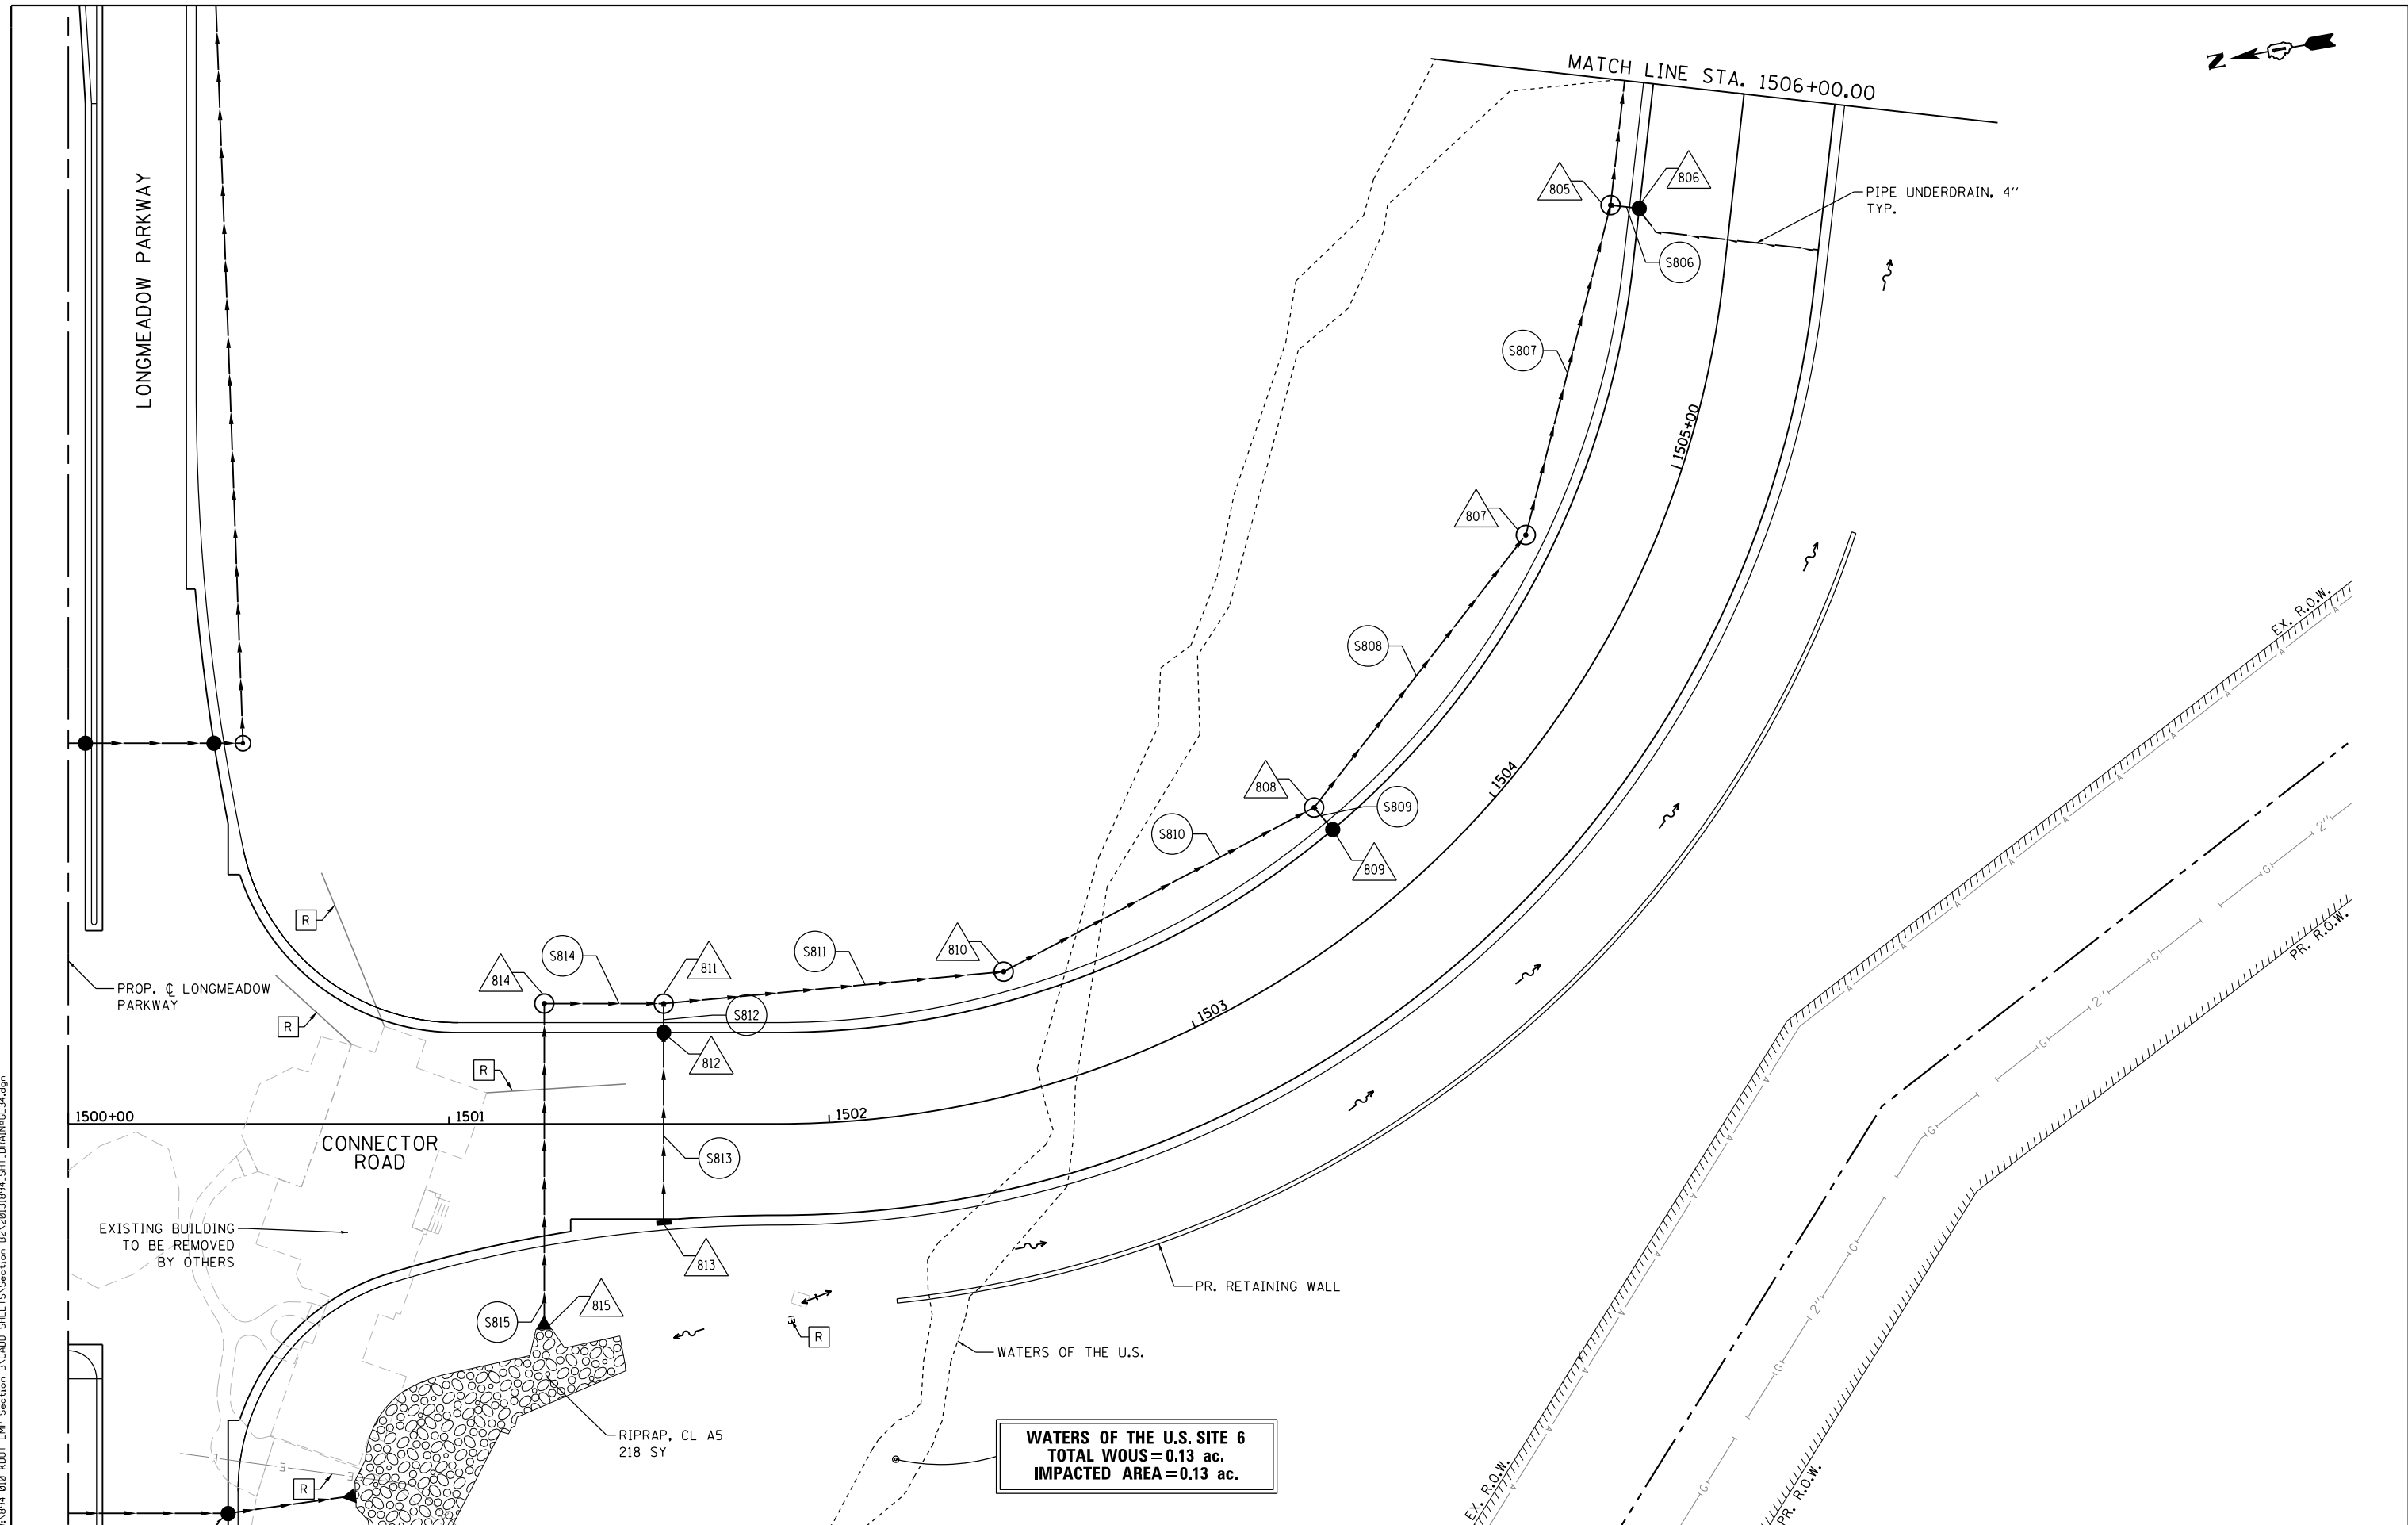 N
MATCH LINE STA. 1506+00.00
LONGMEADOW PARKWAY
805
806
PIPE UNDERDRAIN, 4''
TYP.
S806
S807
1505+00
807
EX. R.O.W.
S808
808
S809
1504
S810
809
2''
G
A
R
S814
811
S811
810
814
PR. R.O.W.
PROP. ℄ LONGMEADOW
PARKWAY
R
S812
1503
2''
812
R
1500+00
1501
1502
CONNECTOR
ROAD
S813
EXISTING BUILDING
TO BE REMOVED
BY OTHERS
813
PR. RETAINING WALL
815
S815
R
2''
WATERS OF THE U.S.
RIPRAP, CL A5
218 SY
WATERS OF THE U.S. SITE 6
TOTAL WOUS=0.13 ac.
IMPACTED AREA=0.13 ac.
E
R
EX. R.O.W.
PR. R.O.W.